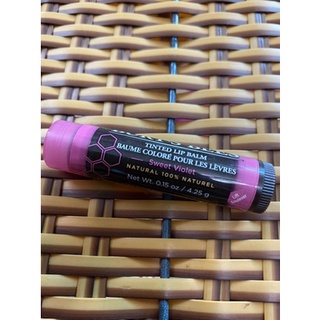 TINTED LIP BALM
BAUME COLORÉ POUR LES LÈVRES
Sweet Violet
NATURAL 100% NATUREL
Net Wt. 0.15 oz / 4.25 g